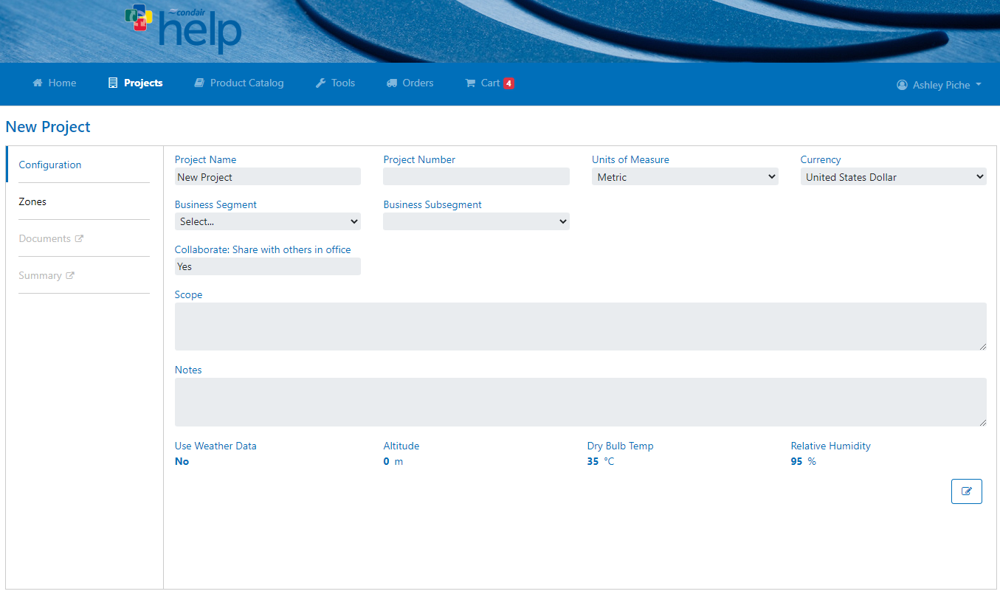 condair
help
Home Projects Product Catalog Tools Orders Cart 4 Ashley Piche
New Project
Configuration
Zones
Documents
Summary
Project Name Project Number Units of Measure Currency
New Project Metric United States Dollar
Business Segment Business Subsegment
Select...
Collaborate: Share with others in office
Yes
Scope
Notes
Use Weather Data Altitude Dry Bulb Temp Relative Humidity
No 0 m 35 °C 95 %